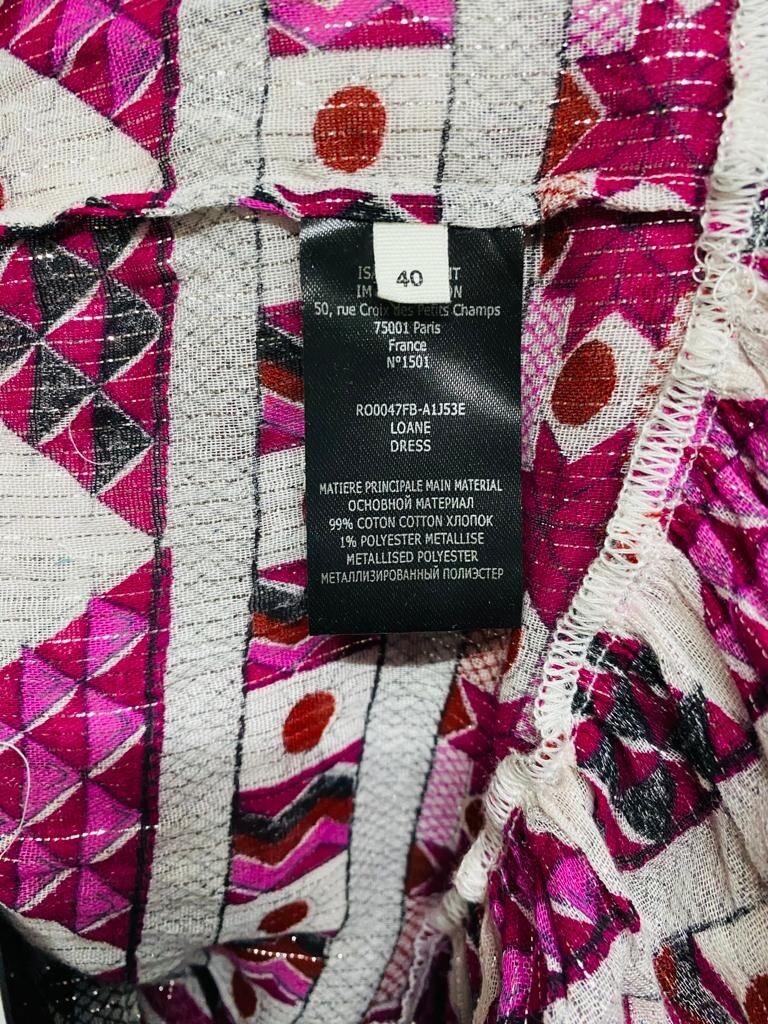 40
50, rue Croix des Petits Champs
75001 Paris
France
N°1501
RO0047FB-A1J53E
LOANE
DRESS
MATIERE PRINCIPALE MAIN MATERIAL
ОСНОВНОЙ МАТЕРИАЛ
99% COTON COTTON ХЛОПОК
1% POLYESTER METALLISE
METALLISED POLYESTER
МЕТАЛЛИЗИРОВАННЫЙ ПОЛИЭСТЕР